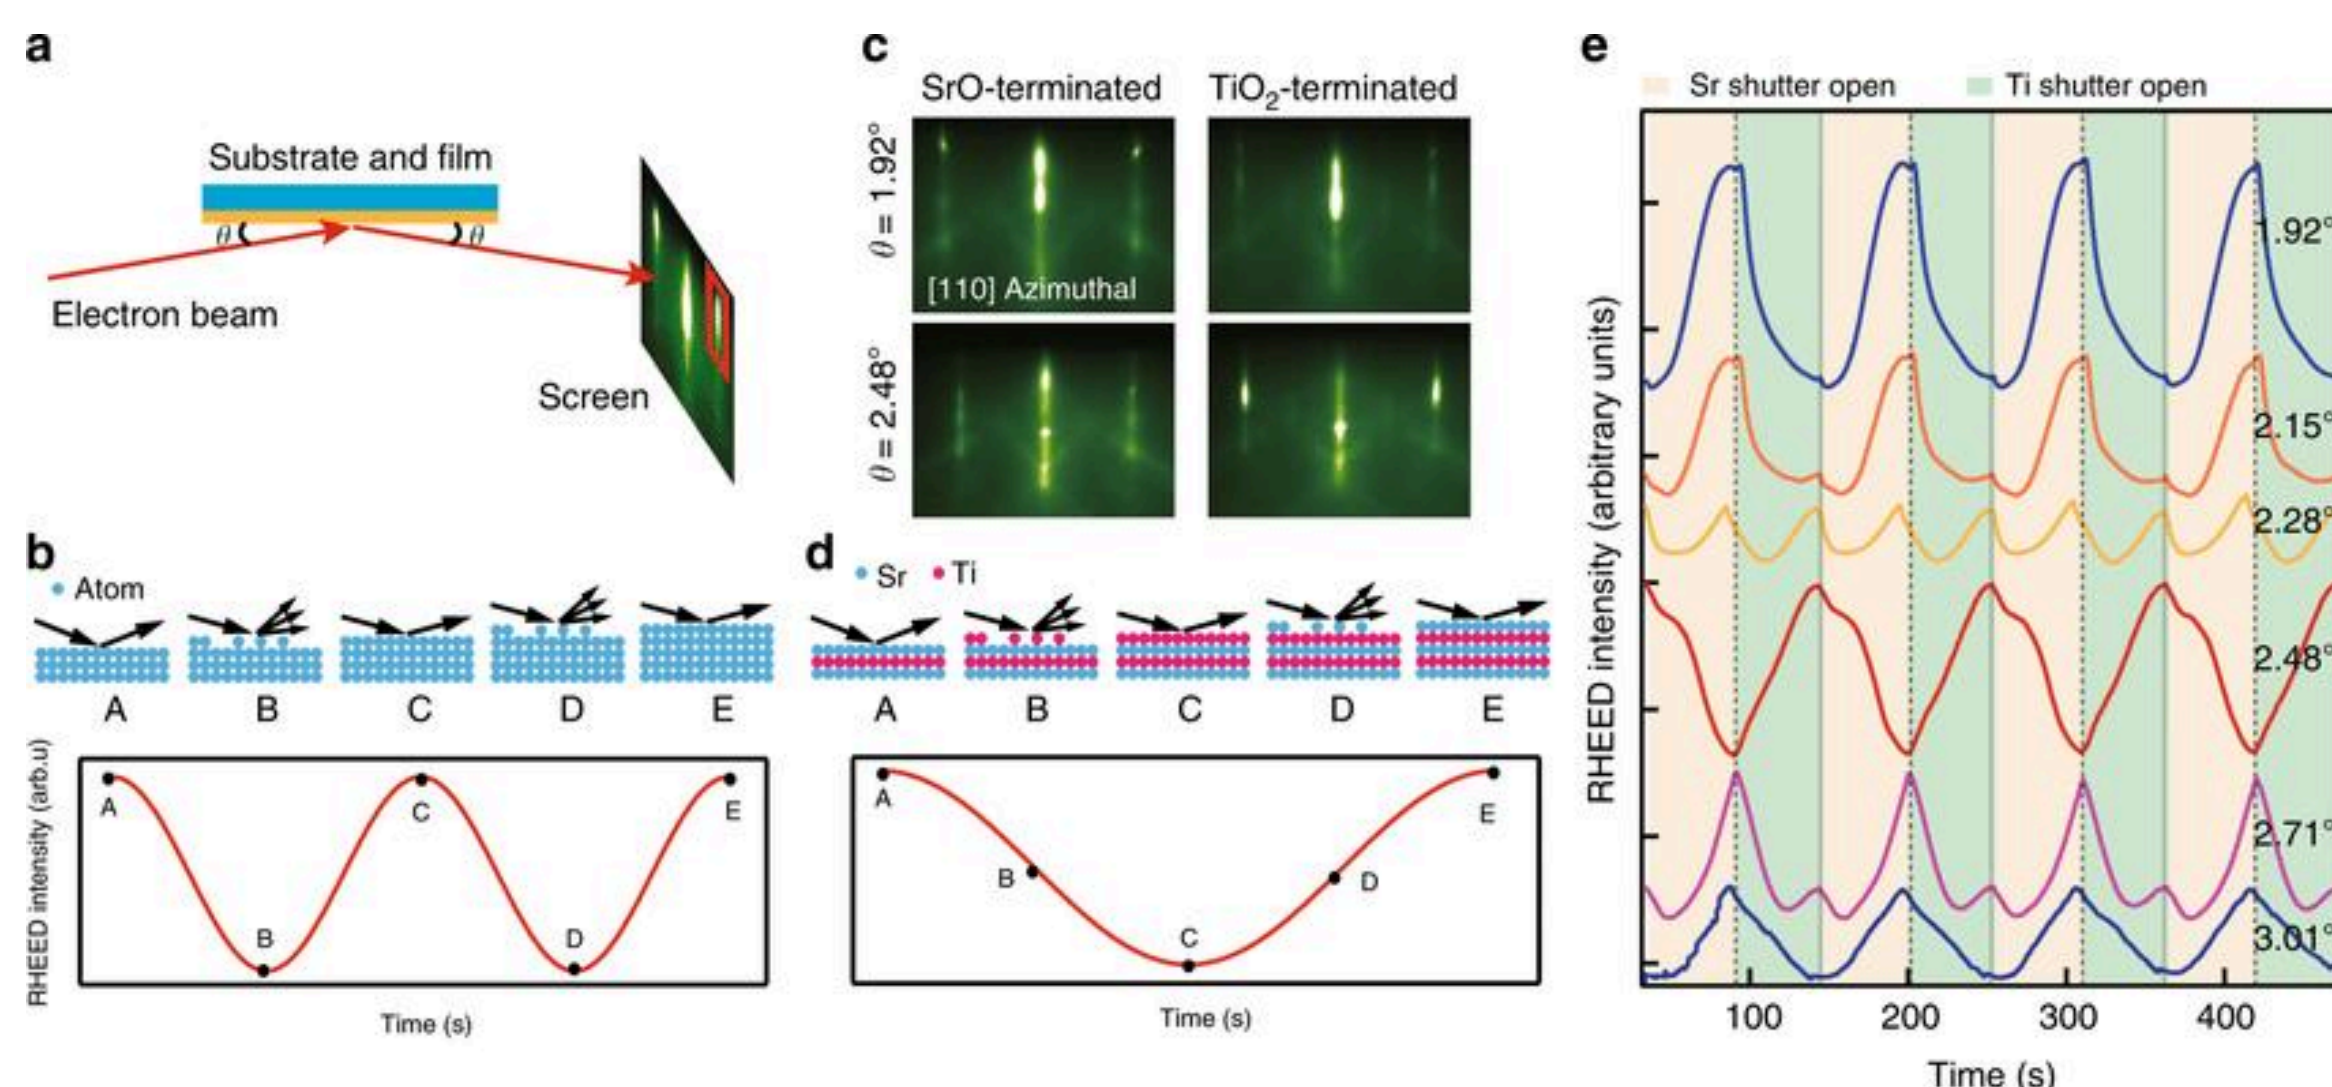 a
Substrate and film
θ θ
Electron beam
Screen
b
Atom
A B C D E
RHEED intensity (arb.u)
A
B
C
D
E
Time (s)
c
SrO-terminated TiO2-terminated
θ = 1.92°
[110] Azimuthal
θ = 2.48°
d
Sr Ti
A B C D E
A
B
C
D
E
Time (s)
e
Sr shutter open Ti shutter open
RHEED intensity (arbitrary units)
1.92°
2.15°
2.28°
2.48°
2.71°
3.01°
100 200 300 400
Time (s)